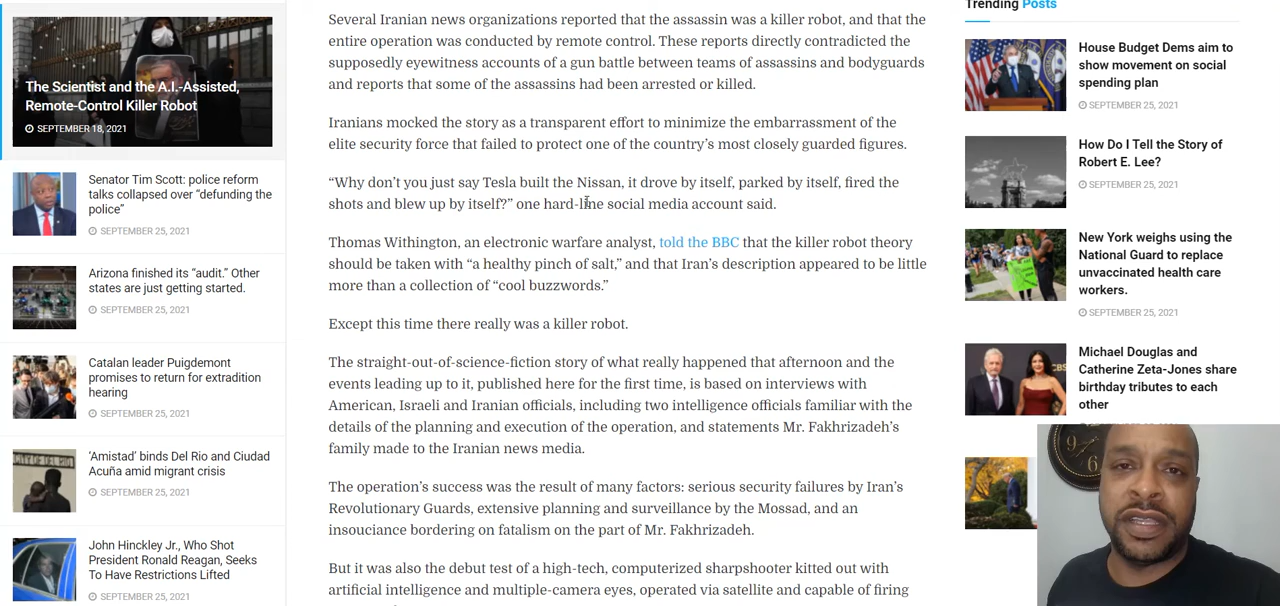 The Scientist and the A.I.-Assisted,
Remote-Control Killer Robot
SEPTEMBER 18, 2021
Senator Tim Scott: police reform
talks collapsed over “defunding the
police”
SEPTEMBER 25, 2021
Arizona finished its “audit.” Other
states are just getting started.
SEPTEMBER 25, 2021
Catalan leader Puigdemont
promises to return for extradition
hearing
SEPTEMBER 25, 2021
‘Amistad’ binds Del Rio and Ciudad
Acuña amid migrant crisis
SEPTEMBER 25, 2021
John Hinckley Jr., Who Shot
President Ronald Reagan, Seeks
To Have Restrictions Lifted
SEPTEMBER 25, 2021
Several Iranian news organizations reported that the assassin was a killer robot, and that the
entire operation was conducted by remote control. These reports directly contradicted the
supposedly eyewitness accounts of a gun battle between teams of assassins and bodyguards
and reports that some of the assassins had been arrested or killed.
Iranians mocked the story as a transparent effort to minimize the embarrassment of the
elite security force that failed to protect one of the country’s most closely guarded figures.
“Why don’t you just say Tesla built the Nissan, it drove by itself, parked by itself, fired the
shots and blew up by itself?” one hard-line social media account said.
Thomas Withington, an electronic warfare analyst, told the BBC that the killer robot theory
should be taken with “a healthy pinch of salt,” and that Iran’s description appeared to be little
more than a collection of “cool buzzwords.”
Except this time there really was a killer robot.
The straight-out-of-science-fiction story of what really happened that afternoon and the
events leading up to it, published here for the first time, is based on interviews with
American, Israeli and Iranian officials, including two intelligence officials familiar with the
details of the planning and execution of the operation, and statements Mr. Fakhrizadeh’s
family made to the Iranian news media.
The operation’s success was the result of many factors: serious security failures by Iran’s
Revolutionary Guards, extensive planning and surveillance by the Mossad, and an
insouciance bordering on fatalism on the part of Mr. Fakhrizadeh.
But it was also the debut test of a high-tech, computerized sharpshooter kitted out with
artificial intelligence and multiple-camera eyes, operated via satellite and capable of firing
Trending Posts
House Budget Dems aim to
show movement on social
spending plan
SEPTEMBER 25, 2021
How Do I Tell the Story of
Robert E. Lee?
SEPTEMBER 25, 2021
New York weighs using the
National Guard to replace
unvaccinated health care
workers.
SEPTEMBER 25, 2021
Michael Douglas and
Catherine Zeta-Jones share
birthday tributes to each
other